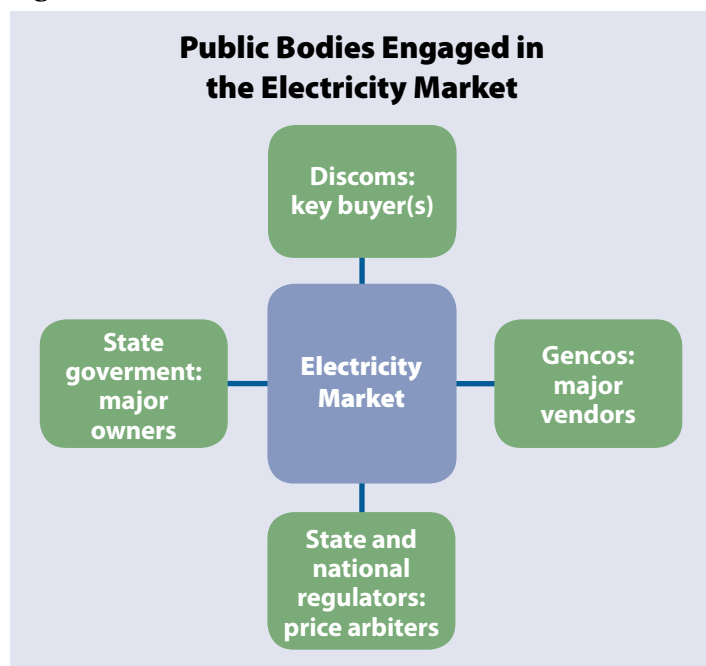 Public Bodies Engaged in
the Electricity Market
Discoms:
key buyer(s)
State
goverment:
major
owners
Electricity
Market
Gencos:
major
vendors
State and
national
regulators:
price arbiters